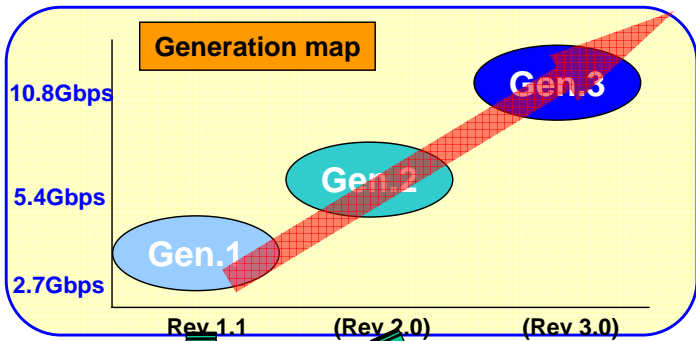 Generation map
10.8Gbps
Gen.3
5.4Gbps
Gen.2
2.7Gbps
Gen.1
Rev 1.1 (Rev 2.0) (Rev 3.0)